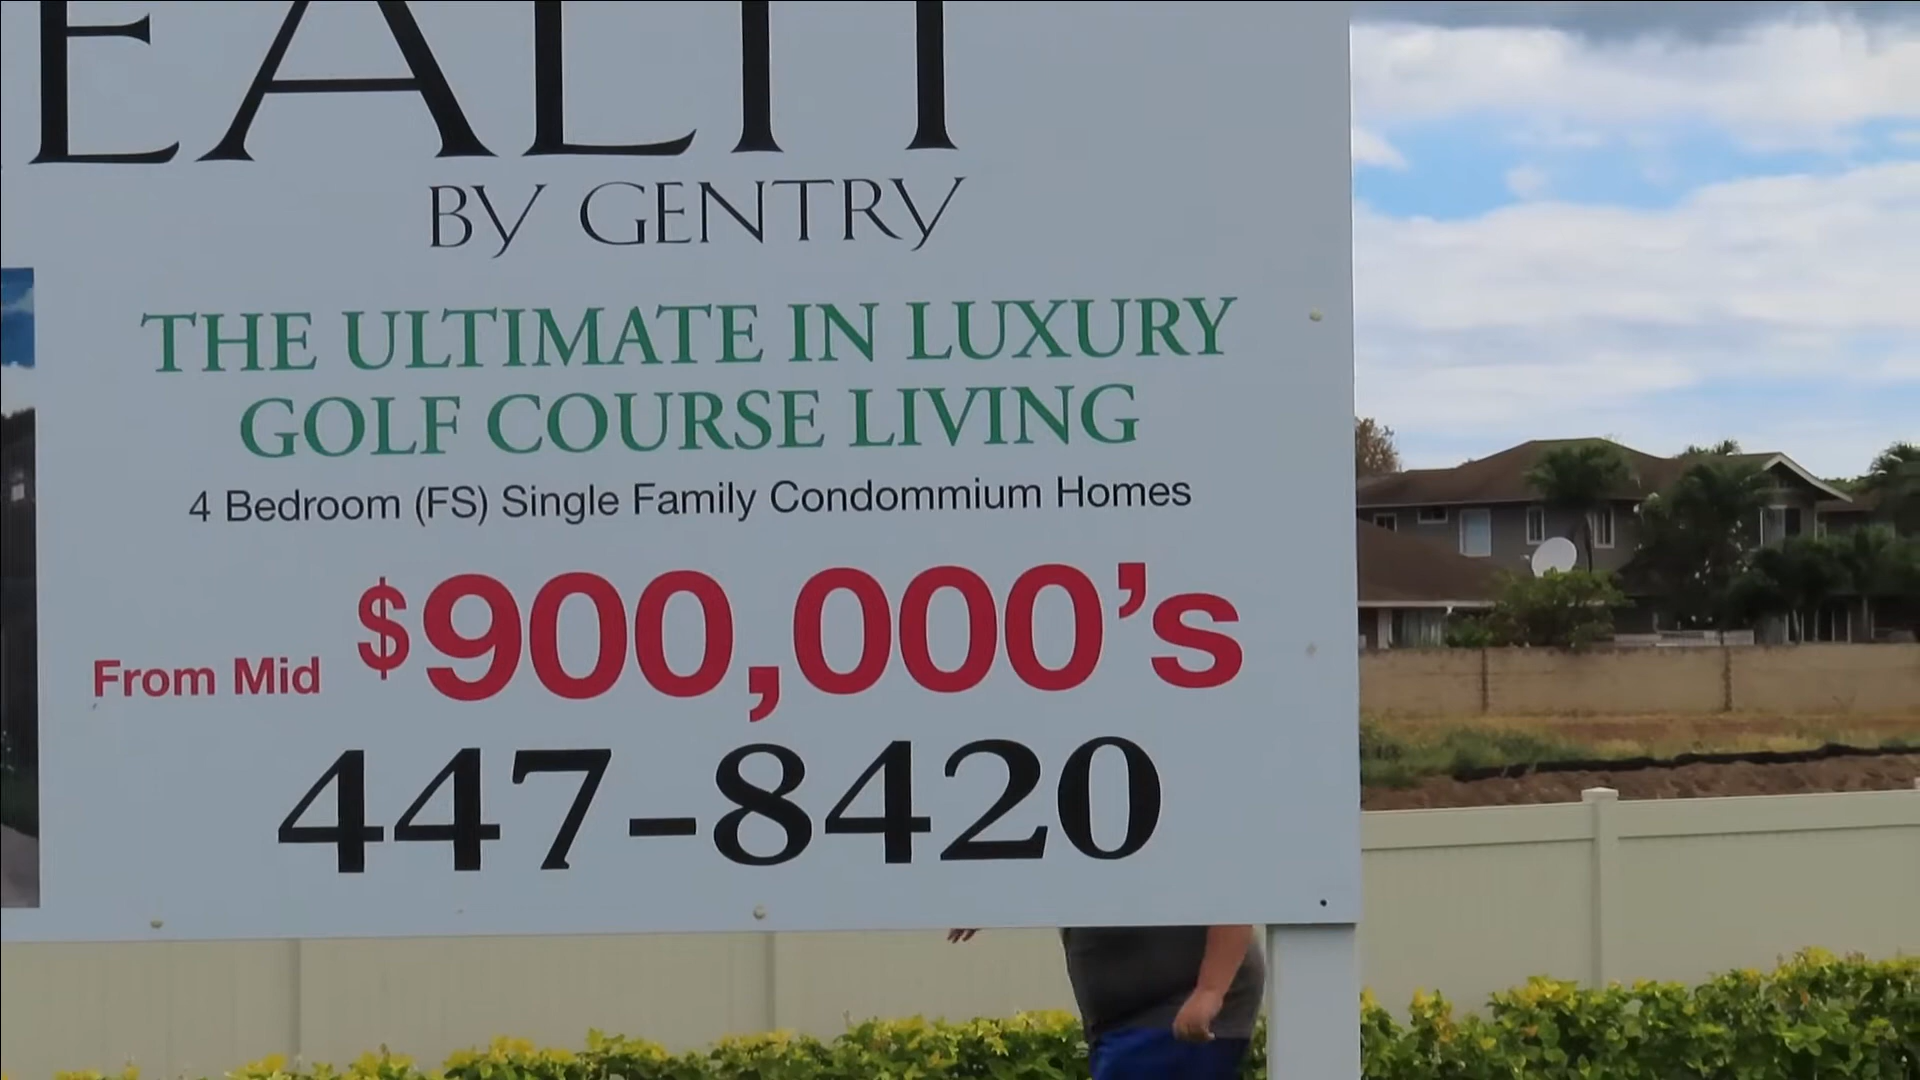 BY GENTRY
THE ULTIMATE IN LUXURY
GOLF COURSE LIVING
4 Bedroom (FS) Single Family Condommium Homes
From Mid $900,000's
447-8420